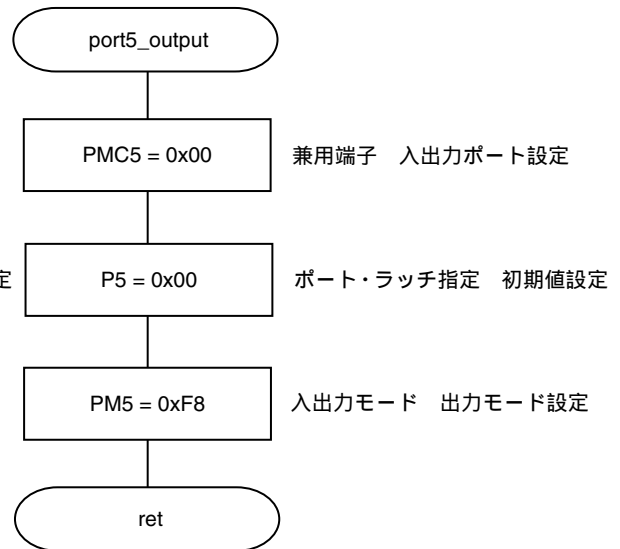 port5_output
PMC5 = 0x00 兼用端子 入出力ポート設定
定 P5 = 0x00 ポート・ラッチ指定 初期値設定
PM5 = 0xF8 入出力モード 出力モード設定
ret